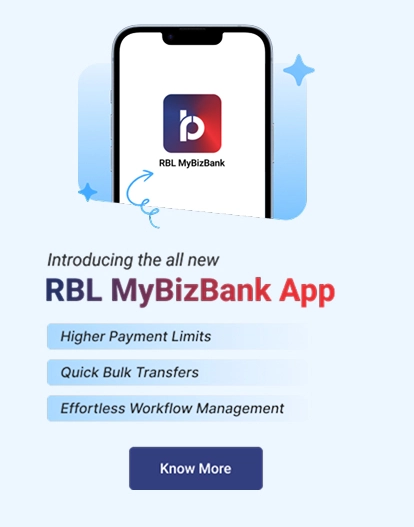 RBL MyBizBank
Introducing the all new
RBL MyBizBank App
Higher Payment Limits
Quick Bulk Transfers
Effortless Workflow Management
Know More